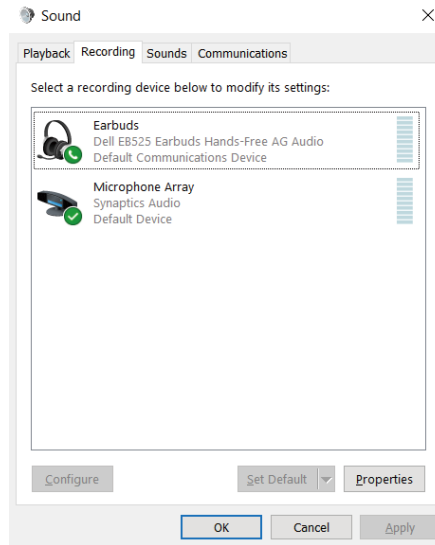 Sound
Playback Recording Sounds Communications
Select a recording device below to modify its settings:
Earbuds
Dell EB525 Earbuds Hands-Free AG Audio
Default Communications Device
Microphone Array
Synaptics Audio
Default Device
Configure Set Default Properties
OK Cancel Apply